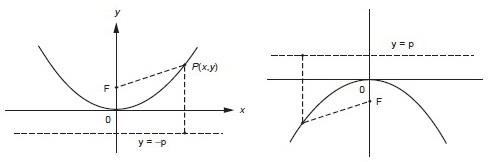 y
P(x,y)
F
0
x
y = –p
y = p
0
F